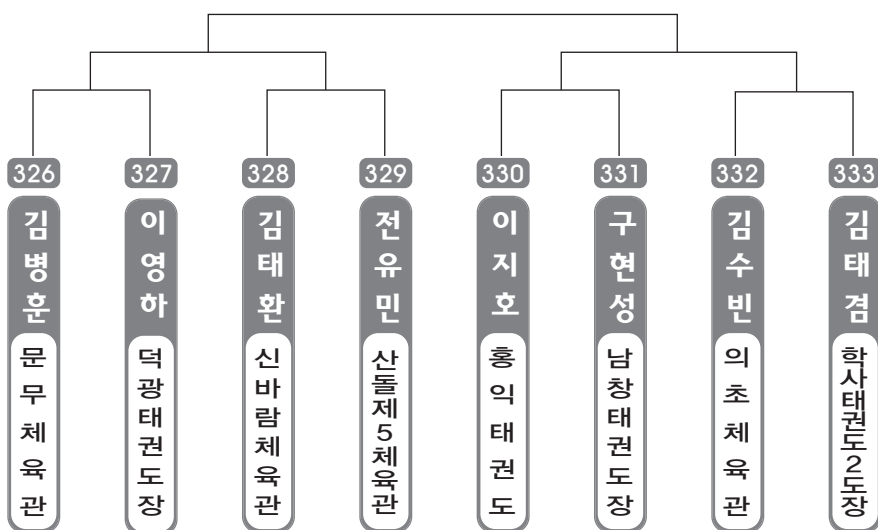 326
327
328
329
330
331
332
333
김병훈
이영하
김태환
전유민
이지호
구현성
김수빈
김태겸
문무체육관
덕광태권도장
신바람체육관
산돌제5체육관
홍익태권도
남창태권도장
의초체육관
학사태권도2도장